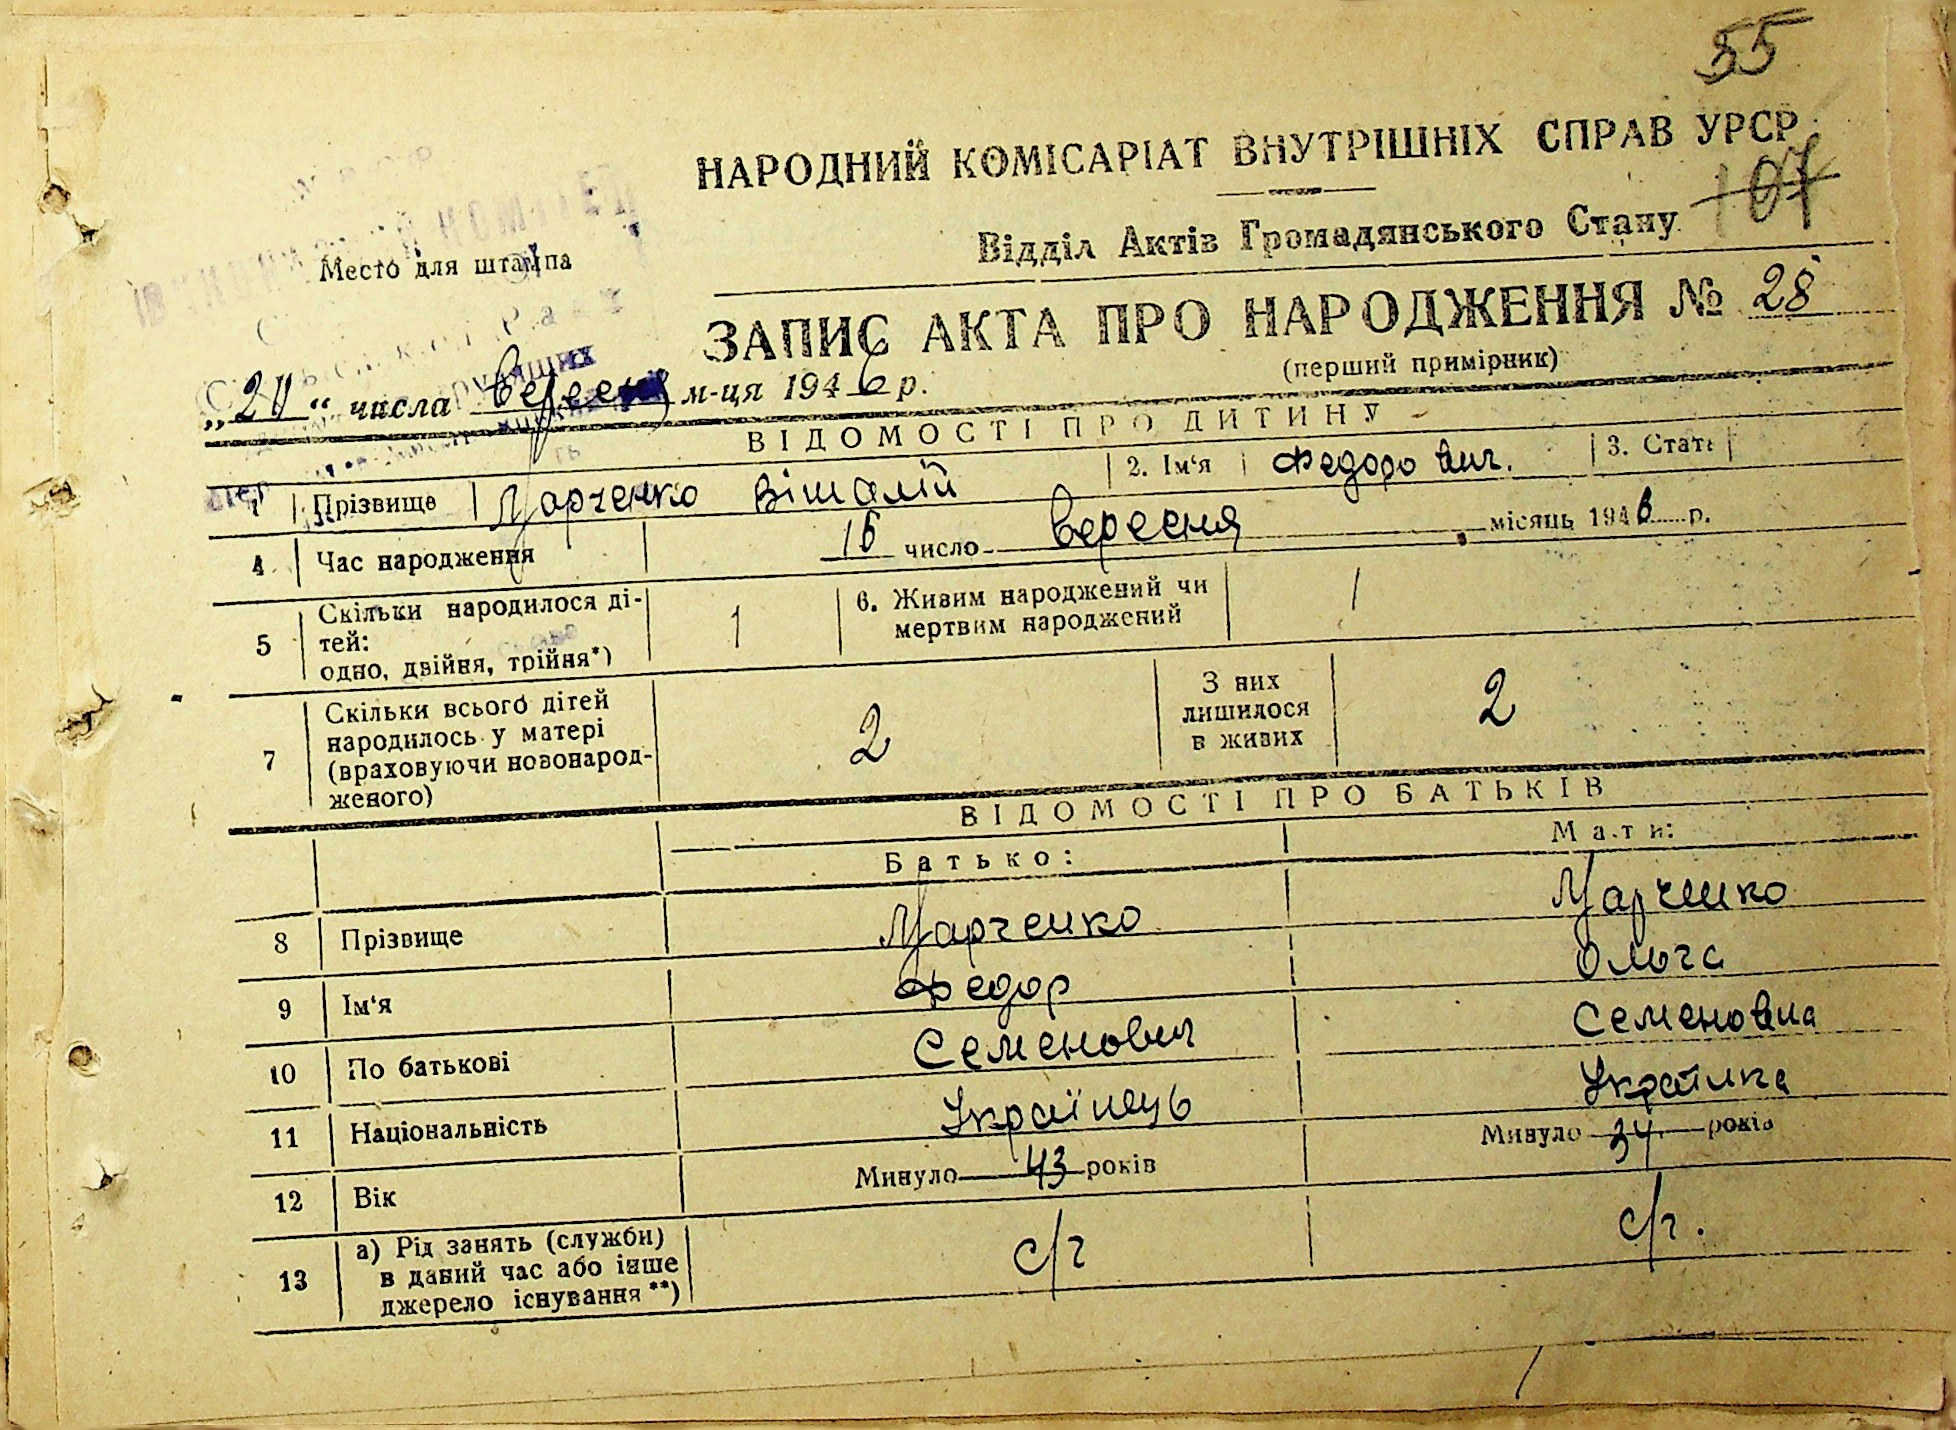 55
НАРОДНИЙ КОМІСАРІАТ ВНУТРІШНІХ СПРАВ УРСР
107
Відділ Актів Громадянського Стану
Место для штампа
ЗАПИС АКТА ПРО НАРОДЖЕННЯ № 28
(перший примірник)
числа вересня м-ця 1946 р.
ВІДОМОСТІ ПРО ДИТИНУ
1 Прізвище Марченко Віталій 2. Ім‘я Федорович. 3. Стать
4 Час народження число вересня місяць 1946 р.
5 Скільки народилося ді-
тей:
одно, двійня, трійня*) 1 6. Живим народжений чи
мертвим народжений 1
7 Скільки всього дітей
народилось у матері
(враховуючи новонарод-
женого) 2 З них
лишилося
в живих 2
ВІДОМОСТІ ПРО БАТЬКІВ
Батько: Мати:
8 Прізвище Марченко Марченко
9 Ім‘я Федор Ольга
10 По батькові Семенович Семеновна
11 Національність Українець Українка
12 Вік Минуло 43 років Минуло 34 років
13 а) Рід занять (служби)
в даний час або інше
джерело існування**) с/г с/г.